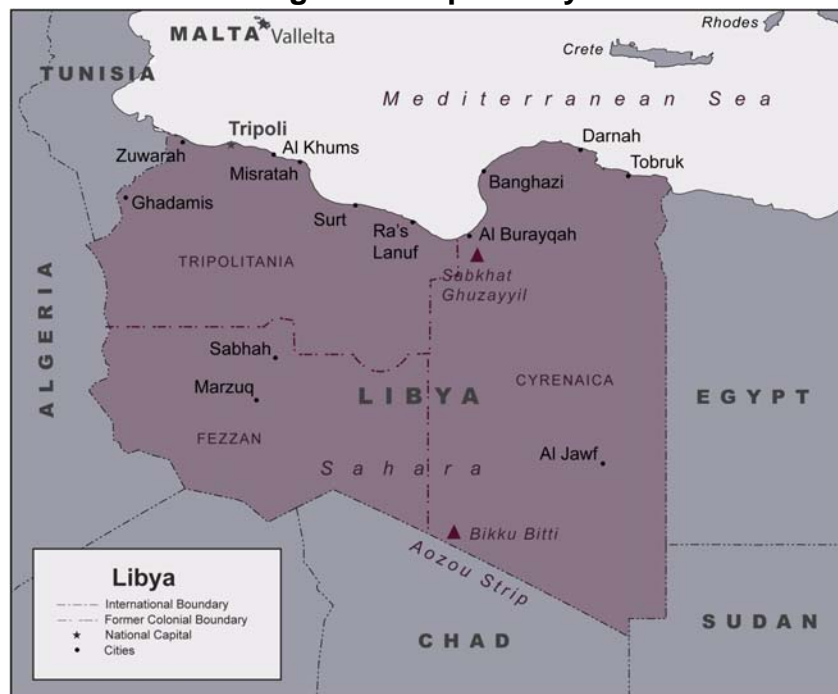 MALTA
Vallelta
Rhodes
Crete
TUNISIA
Mediterranean Sea
Tripoli
Darnah
Zuwarah
Al Khums
Misratah
Tobruk
Banghazi
Ghadamis
Surt
Ra's
Lanuf
Al Burayqah
TRIPOLITANIA
Sabkhat
Ghuzayyil
ALGERIA
Sabhah
Marzuq
LIBYA
CYRENAICA
EGYPT
FEZZAN
Sahara
Al Jawf
Bikku Bitti
Aozou Strip
CHAD
SUDAN
Libya
International Boundary
Former Colonial Boundary
National Capital
Cities